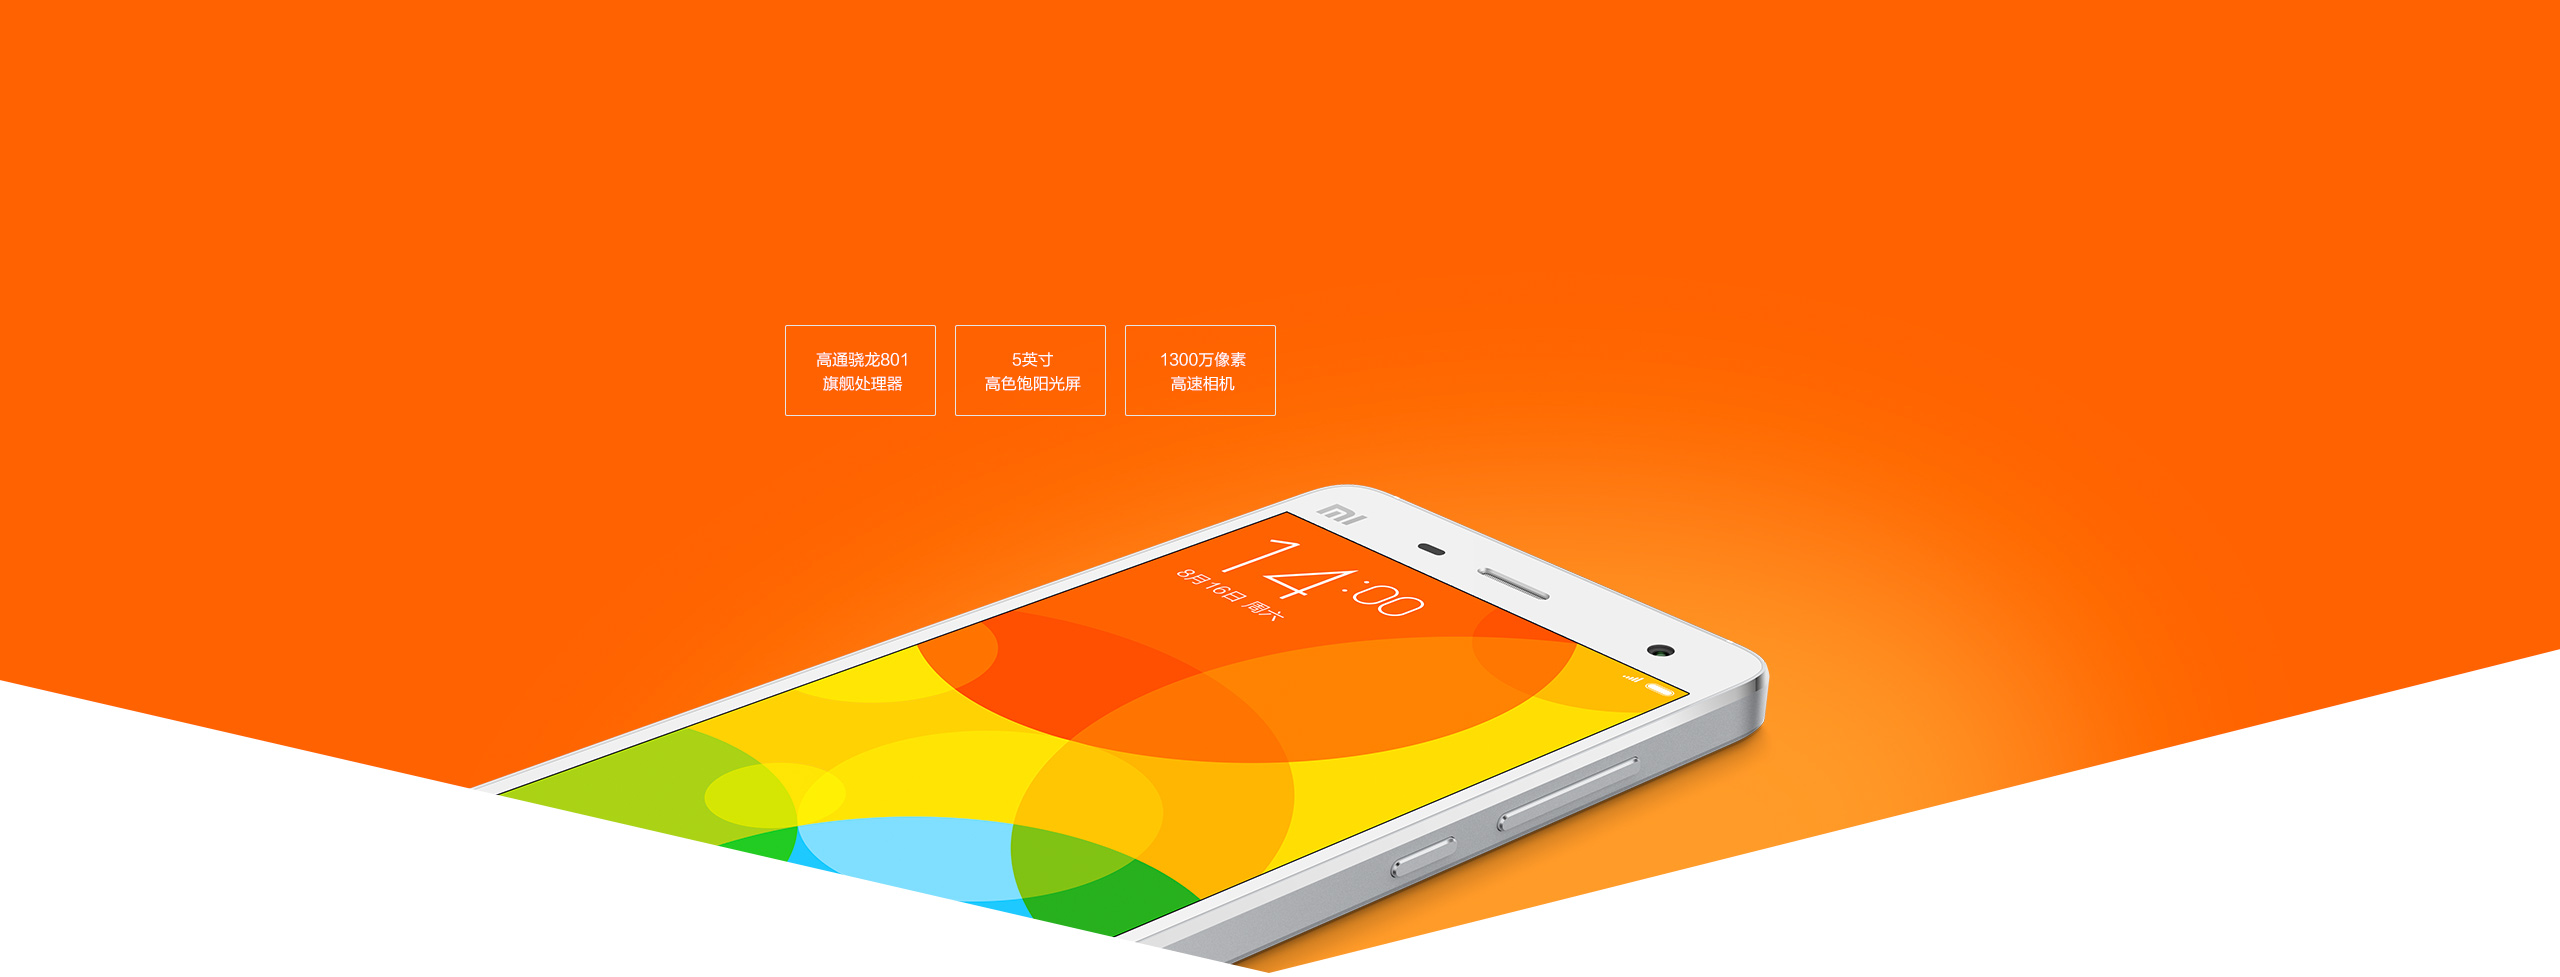 高通骁龙801
旗舰处理器
5英寸
高色饱阳光屏
1300万像素
高速相机
MI
14:00
8月16日 周六